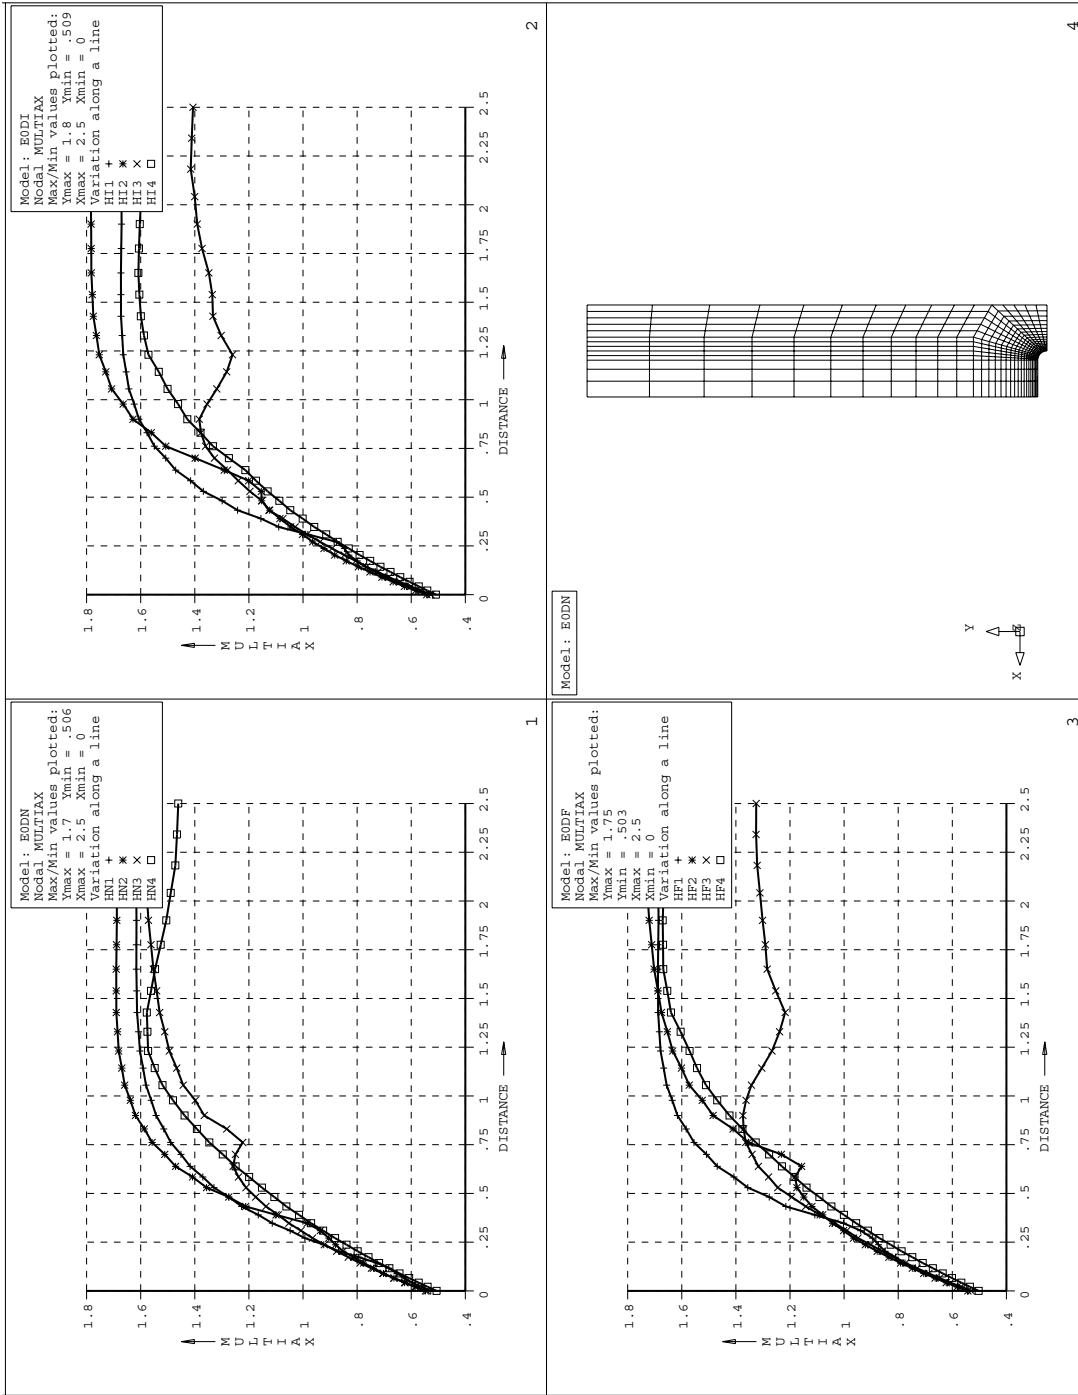 Model: E0DN
Nodal MULTIAX
Max/Min values plotted:
Ymax = 1.7 Ymin = .506
Xmax = 2.5 Xmin = 0
Variation along a line
HN1
HN2
HN3
HN4
1.8
1.6
1.4
1.2
1
.8
.6
.4
MULTIAX
0
.25
.5
.75
1
1.25
1.5
1.75
2
2.25
2.5
DISTANCE
1
Model: E0DI
Nodal MULTIAX
Max/Min values plotted:
Ymax = 1.8 Ymin = .509
Xmax = 2.5 Xmin = 0
Variation along a line
HI1
HI2
HI3
HI4
1.8
1.6
1.4
1.2
1
.8
.6
.4
MULTIAX
0
.25
.5
.75
1
1.25
1.5
1.75
2
2.25
2.5
DISTANCE
2
Model: E0DF
Nodal MULTIAX
Max/Min values plotted:
Ymax = 1.75
Ymin = .503
Xmax = 2.5
Xmin = 0
Variation along a line
HF1
HF2
HF3
HF4
1.8
1.6
1.4
1.2
1
.8
.6
.4
MULTIAX
0
.25
.5
.75
1
1.25
1.5
1.75
2
2.25
2.5
DISTANCE
3
Model: E0DN
Y
X
Z
4